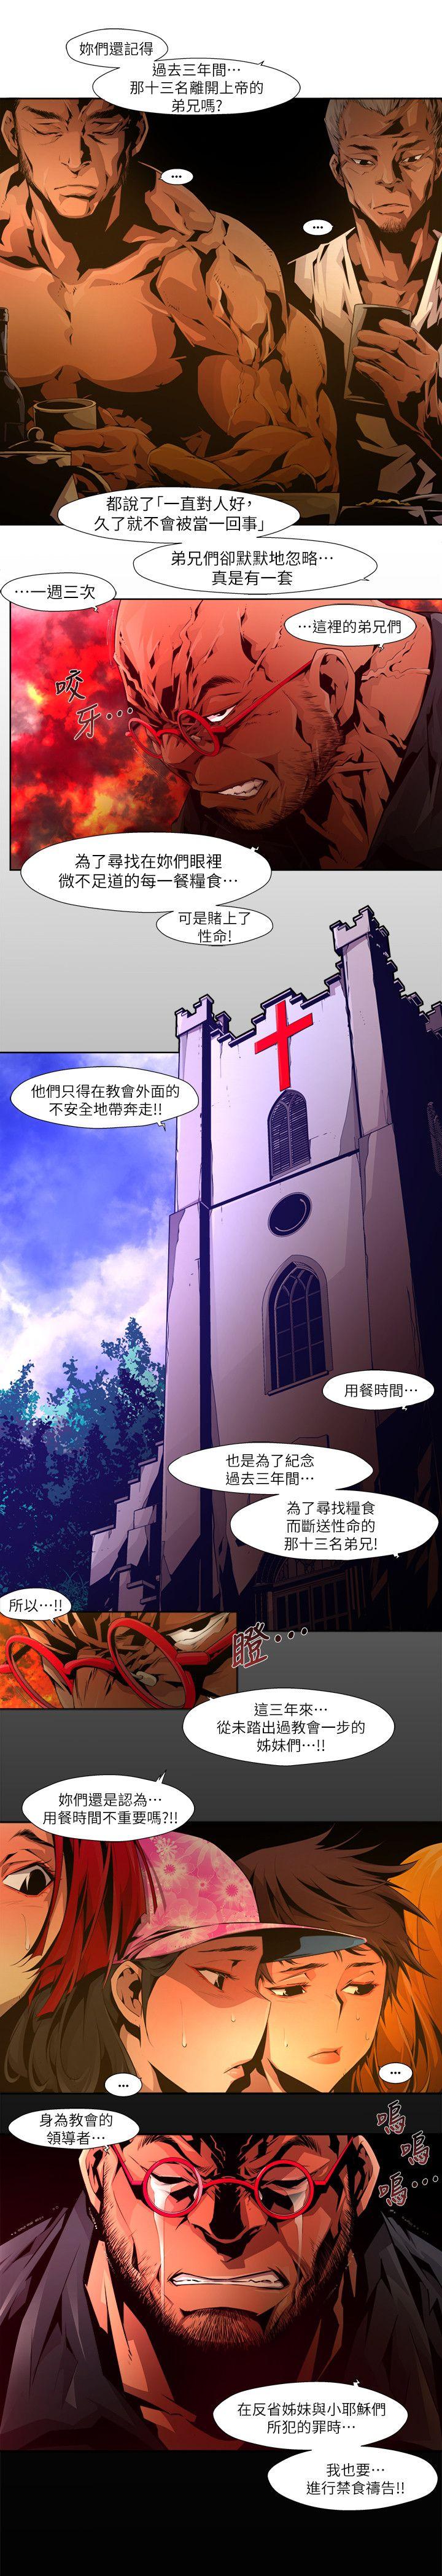 妳們還記得
過去三年間…
那十三名離開上帝的
弟兄嗎?
…
…
都說了「一直對人好，
久了就不會被當一回事」
弟兄們卻默默地忽略…
真是有一套
…一週三次
…這裡的弟兄們
咬
牙…
為了尋找在妳們眼裡
微不足道的每一餐糧食…
可是賭上了
性命!
他們只得在教會外面的
不安全地帶奔走!!
用餐時間…
也是為了紀念
過去三年間…
為了尋找糧食
而斷送性命的
那十三名弟兄!
所以…!!
瞪…
這三年來…
從未踏出過教會一步的
姊妹們…!!
妳們還是認為…
用餐時間不重要嗎?!!
…
…
身為教會的
領導者…
嗚
嗚
嗚…
在反省姊妹與小耶穌們
所犯的罪時…
我也要…
進行禁食禱告!!